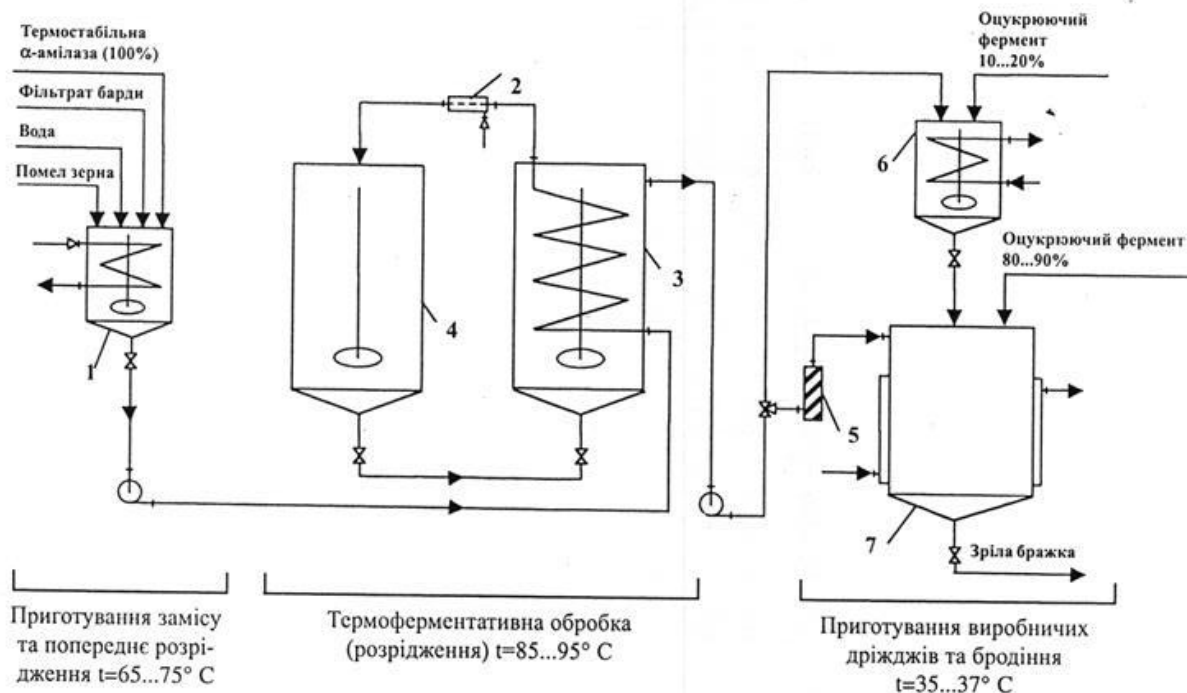 Термостабільна
α-амілаза (100%)
Фільтрат барди
Вода
Помел зерна
1
2
3
4
Оцукрюючий
фермент
10...20%
6
Оцукрюючий фермент
80...90%
5
7
Зріла бражка
Приготування замісу
та попереднє розрі-
дження t=65...75° C
Термоферментативна обробка
(розрідження) t=85...95° C
Приготування виробничих
дріжджів та бродіння
t=35...37° C